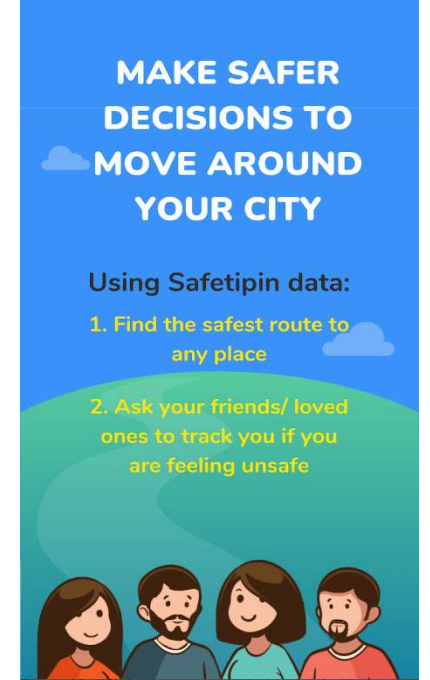 MAKE SAFER
DECISIONS TO
MOVE AROUND
YOUR CITY
Using Safetipin data:
1. Find the safest route to
any place
2. Ask your friends/ loved
ones to track you if you
are feeling unsafe